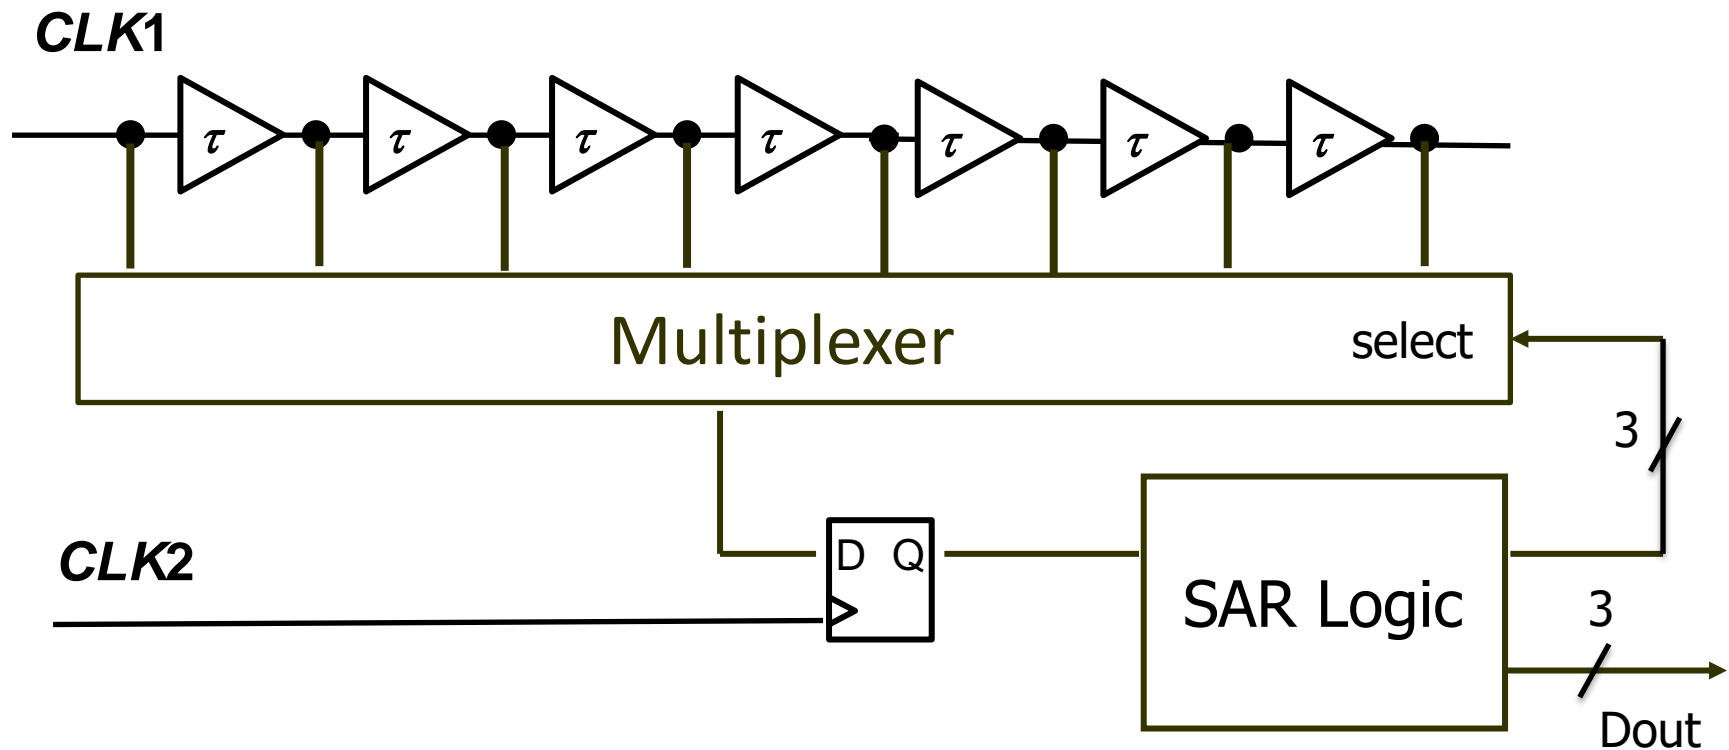 CLK1
τ τ τ τ τ τ τ
Multiplexer
select
3
CLK2
D Q
SAR Logic
3
Dout